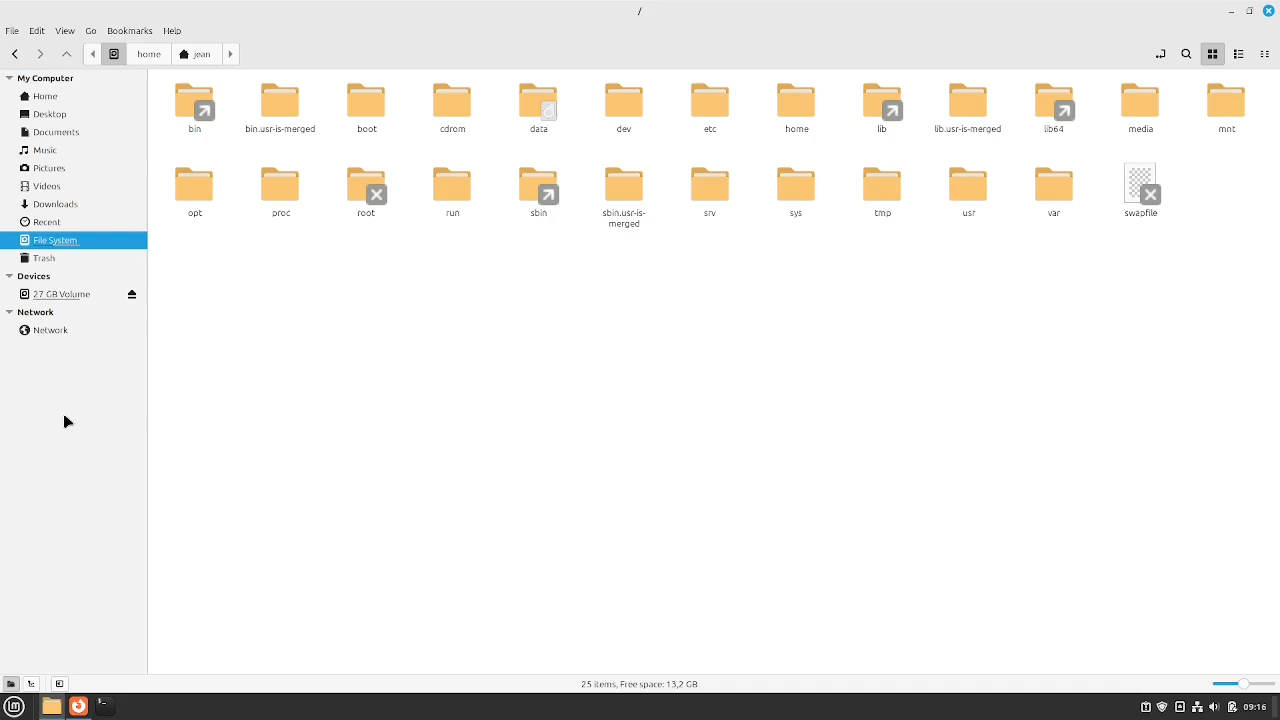 /
File Edit View Go Bookmarks Help
home jean
My Computer
Home
Desktop
Documents
Music
Pictures
Videos
Downloads
Recent
File System
Trash
Devices
27 GB Volume
Network
Network
bin bin.usr-is-merged boot cdrom data dev etc home lib lib.usr-is-merged lib64 media mnt
opt proc root run sbin sbin.usr-is- srv sys tmp usr var swapfile
merged
25 items, Free space: 13,2 GB
09:16